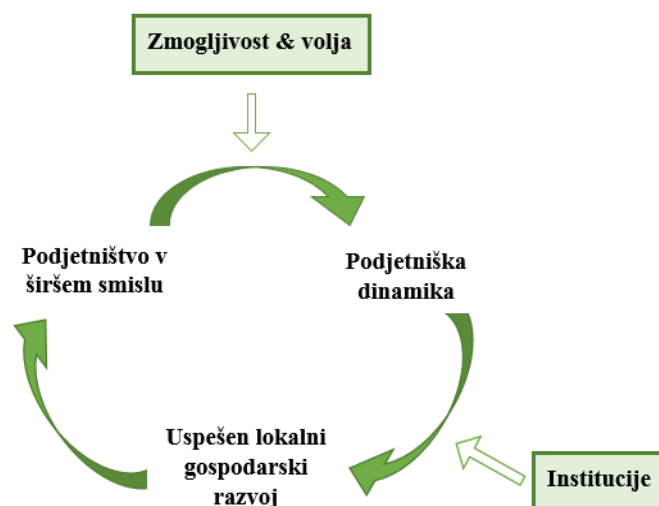 Zmogljivost & volja
Podjetništvo v
širšem smislu
Podjetniška
dinamika
Uspešen lokalni
gospodarski
razvoj
Institucije